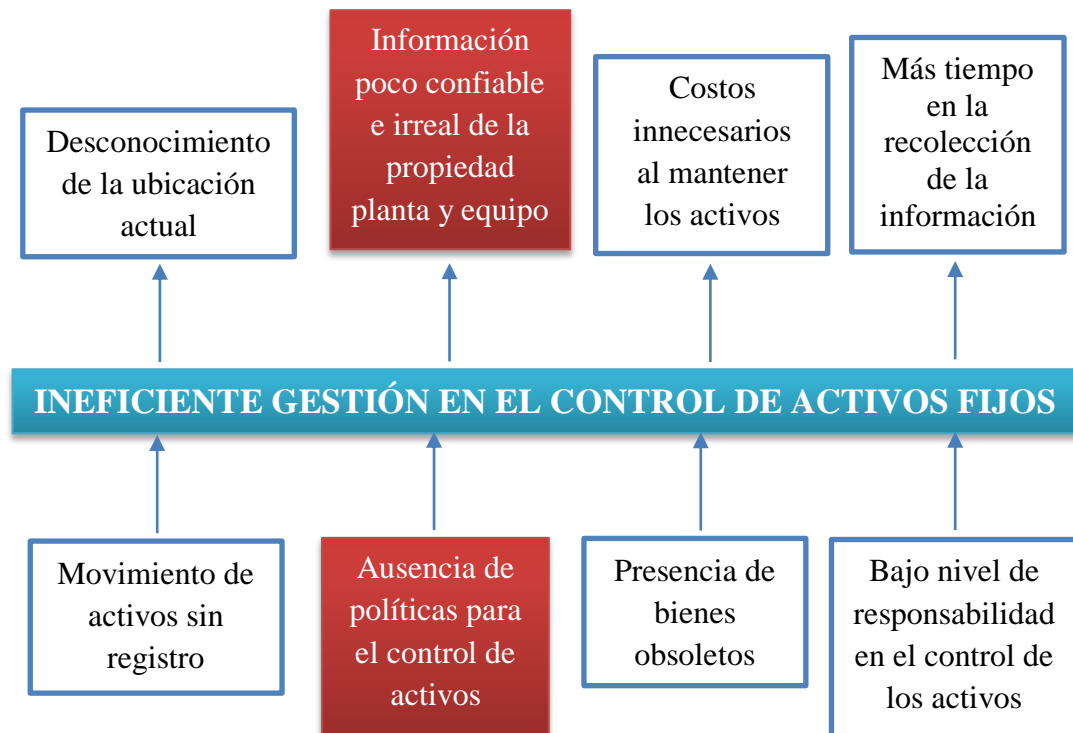 Desconocimiento
de la ubicación
actual
Información
poco confiable
e irreal de la
propiedad
planta y equipo
Costos
innecesarios
al mantener
los activos
Más tiempo
en la
recolección
de la
información
INEFICIENTE GESTIÓN EN EL CONTROL DE ACTIVOS FIJOS
Movimiento de
activos sin
registro
Ausencia de
políticas para
el control de
activos
Presencia de
bienes
obsoletos
Bajo nivel de
responsabilidad
en el control de
los activos